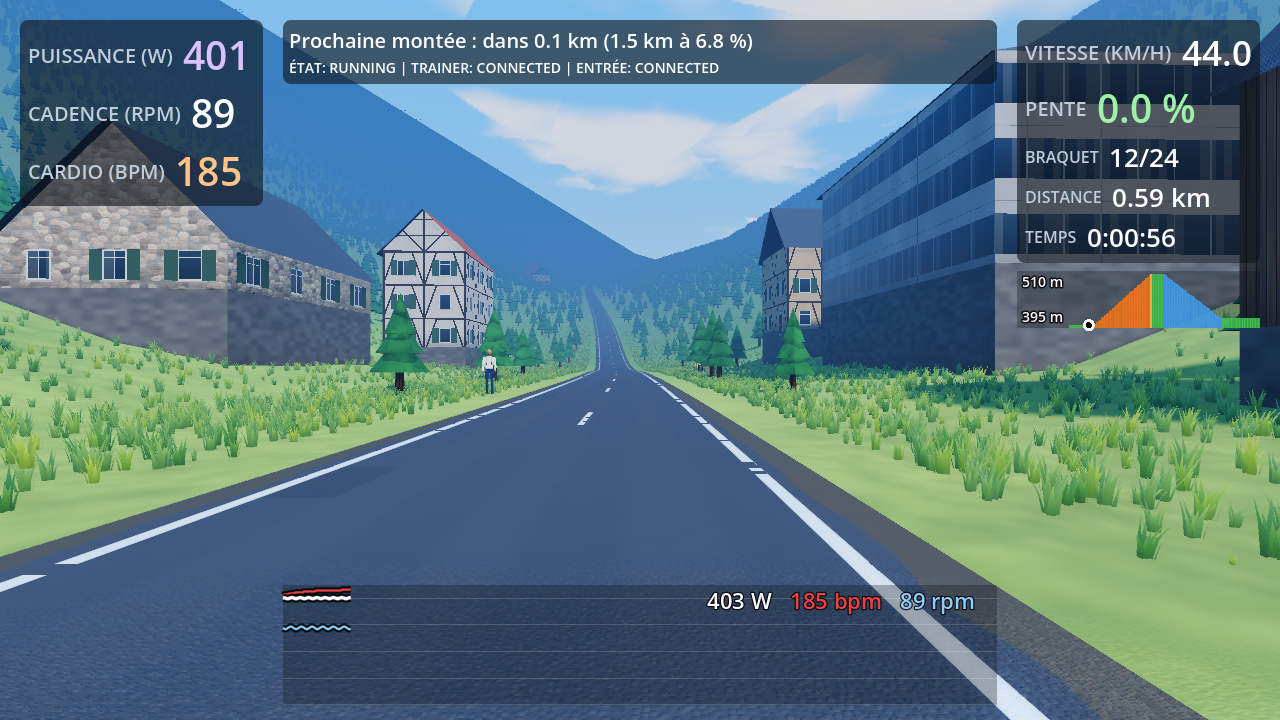 PUISSANCE (W) 401
CADENCE (RPM) 89
CARDIO (BPM) 185
Prochaine montée : dans 0.1 km (1.5 km à 6.8 %)
ÉTAT: RUNNING | TRAINER: CONNECTED | ENTRÉE: CONNECTED
VITESSE (KM/H) 44.0
PENTE 0.0 %
BRAQUET 12/24
DISTANCE 0.59 km
TEMPS 0:00:56
510 m
395 m
403 W 185 bpm 89 rpm